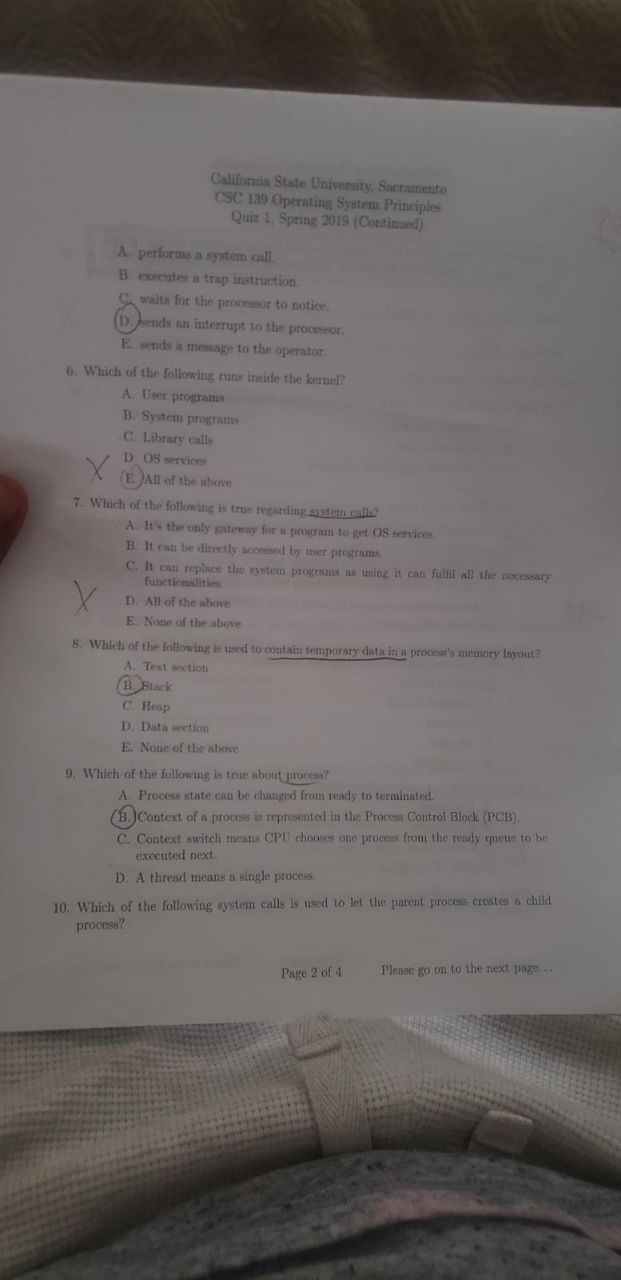 California State University, Sacramento
CSC 139 Operating System Principles
Quiz 1, Spring 2019 (Continued)
A. performs a system call.
B. executes a trap instruction.
C. waits for the processor to notice.
D. sends an interrupt to the processor.
E. sends a message to the operator.
6. Which of the following runs inside the kernel?
A. User programs
B. System programs
C. Library calls
D. OS services
X E. All of the above
7. Which of the following is true regarding system calls?
A. It's the only gateway for a program to get OS services.
B. It can be directly accessed by user programs.
C. It can replace the system programs as using it can fulfil all the necessary
functionalities.
X D. All of the above
E. None of the above
8. Which of the following is used to contain temporary data in a process's memory layout?
A. Text section
B. Stack
C. Heap
D. Data section
E. None of the above
9. Which of the following is true about process?
A. Process state can be changed from ready to terminated.
B. Context of a process is represented in the Process Control Block (PCB).
C. Context switch means CPU chooses one process from the ready queue to be
executed next.
D. A thread means a single process.
10. Which of the following system calls is used to let the parent process creates a child
process?
Page 2 of 4 Please go on to the next page...